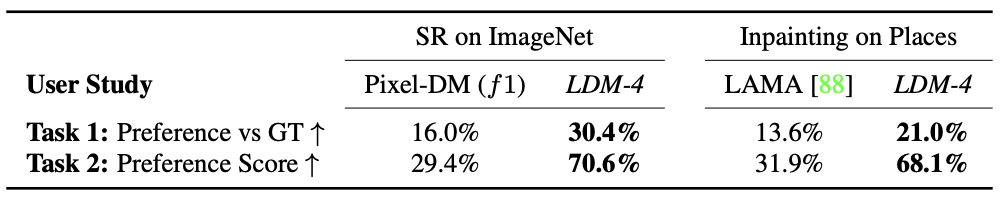 SR on ImageNet Inpainting on Places
User Study Pixel-DM (f1) LDM-4 LAMA [88] LDM-4
Task 1: Preference vs GT ↑ 16.0% 30.4% 13.6% 21.0%
Task 2: Preference Score ↑ 29.4% 70.6% 31.9% 68.1%